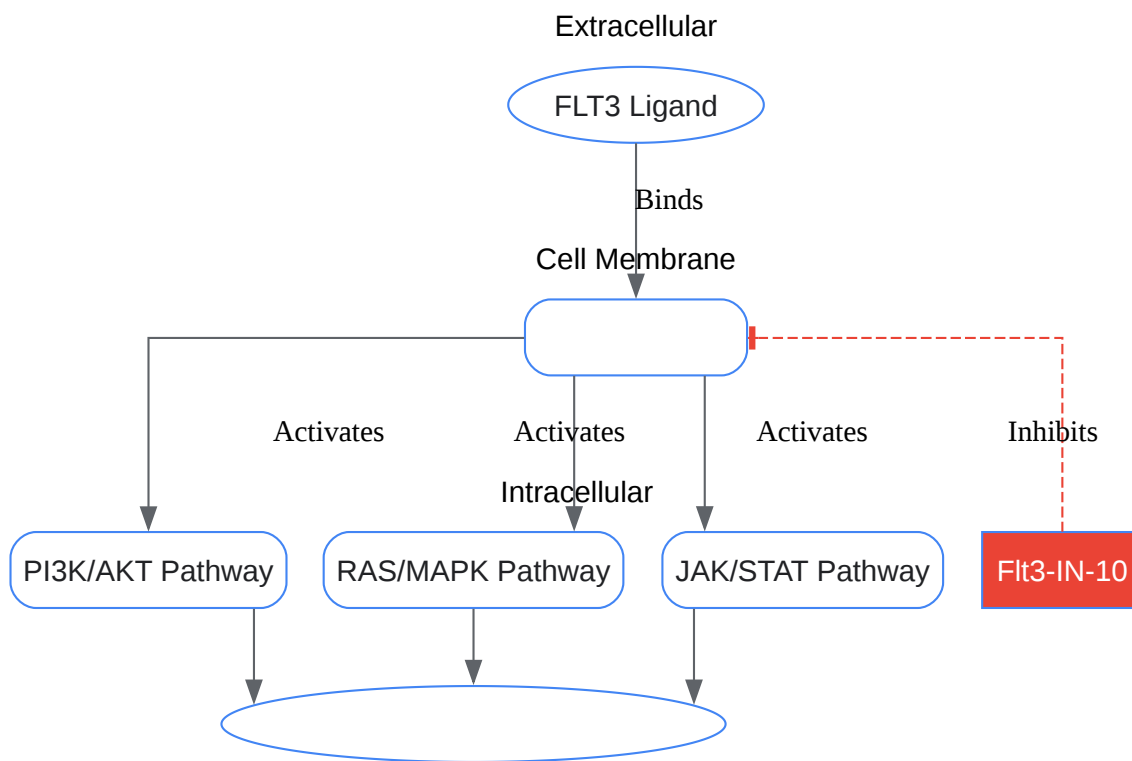 Extracellular
FLT3 Ligand
Binds
Cell Membrane
Activates
Activates
Activates
Inhibits
Intracellular
PI3K/AKT Pathway
RAS/MAPK Pathway
JAK/STAT Pathway
Flt3-IN-10